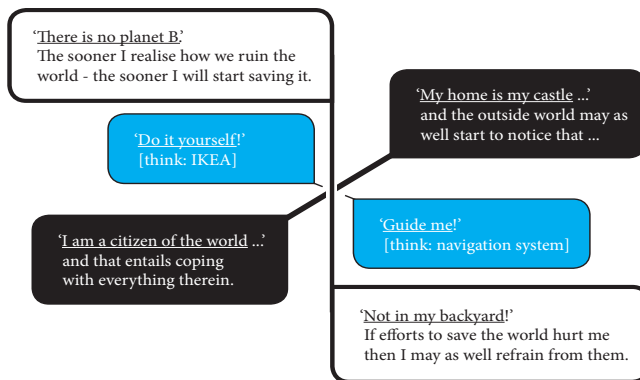 ‘There is no planet B.’
The sooner I realise how we ruin the
world - the sooner I will start saving it.
‘My home is my castle ...’
and the outside world may as
well start to notice that ...
‘Do it yourself!’
[think: IKEA]
‘Guide me!’
[think: navigation system]
‘I am a citizen of the world ...’
and that entails coping
with everything therein.
‘Not in my backyard!’
If efforts to save the world hurt me
then I may as well refrain from them.